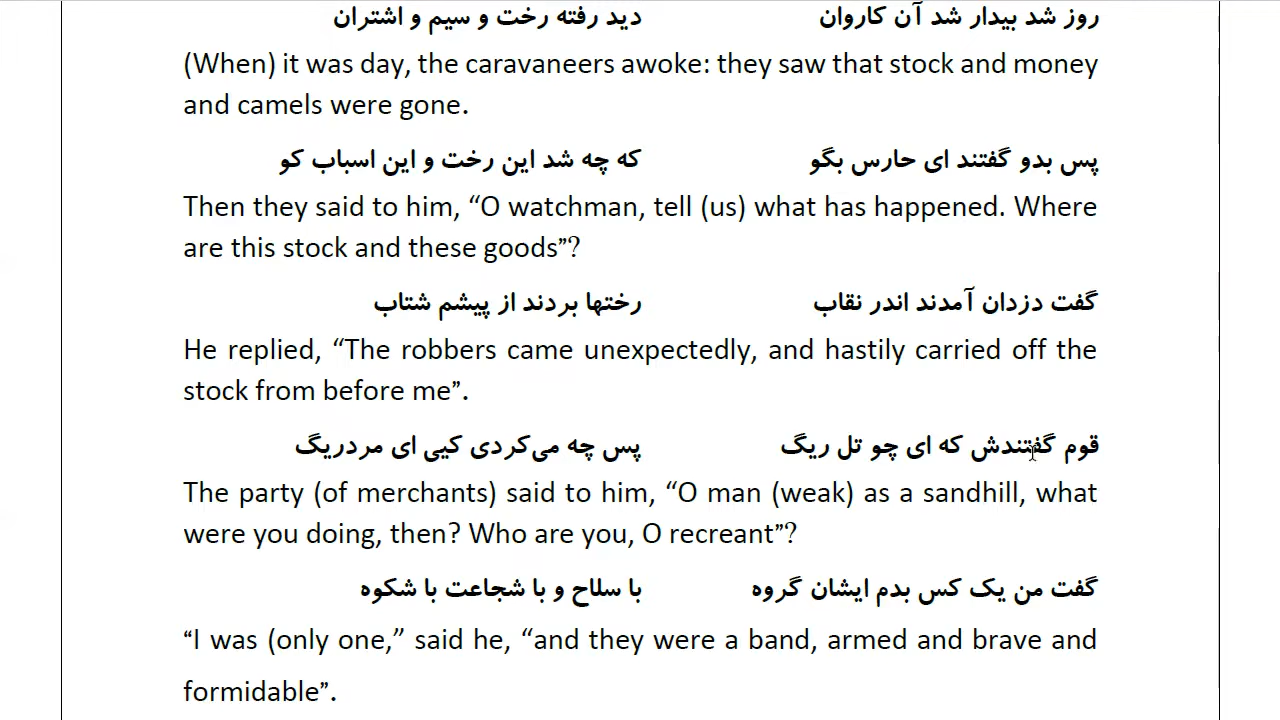 روز شد بیدار شد آن کاروان دید رفته رخت و سیم و اشتران
(When) it was day, the caravaneers awoke: they saw that stock and money
and camels were gone.
پس بدو گفتند ای حارس بگو که چه شد این رخت و این اسباب کو
Then they said to him, “O watchman, tell (us) what has happened. Where
are this stock and these goods”?
گفت دزدان آمدند اندر نقاب رختها بردند از پیشم شتاب
He replied, “The robbers came unexpectedly, and hastily carried off the
stock from before me”.
قوم گفتندش که ای چو تل ریگ پس چه می‌کردی کیی ای مردریگ
The party (of merchants) said to him, “O man (weak) as a sandhill, what
were you doing, then? Who are you, O recreant”?
گفت من یک کس بدم ایشان گروه با سلاح و با شجاعت با شکوه
“I was (only one,” said he, “and they were a band, armed and brave and
formidable”.